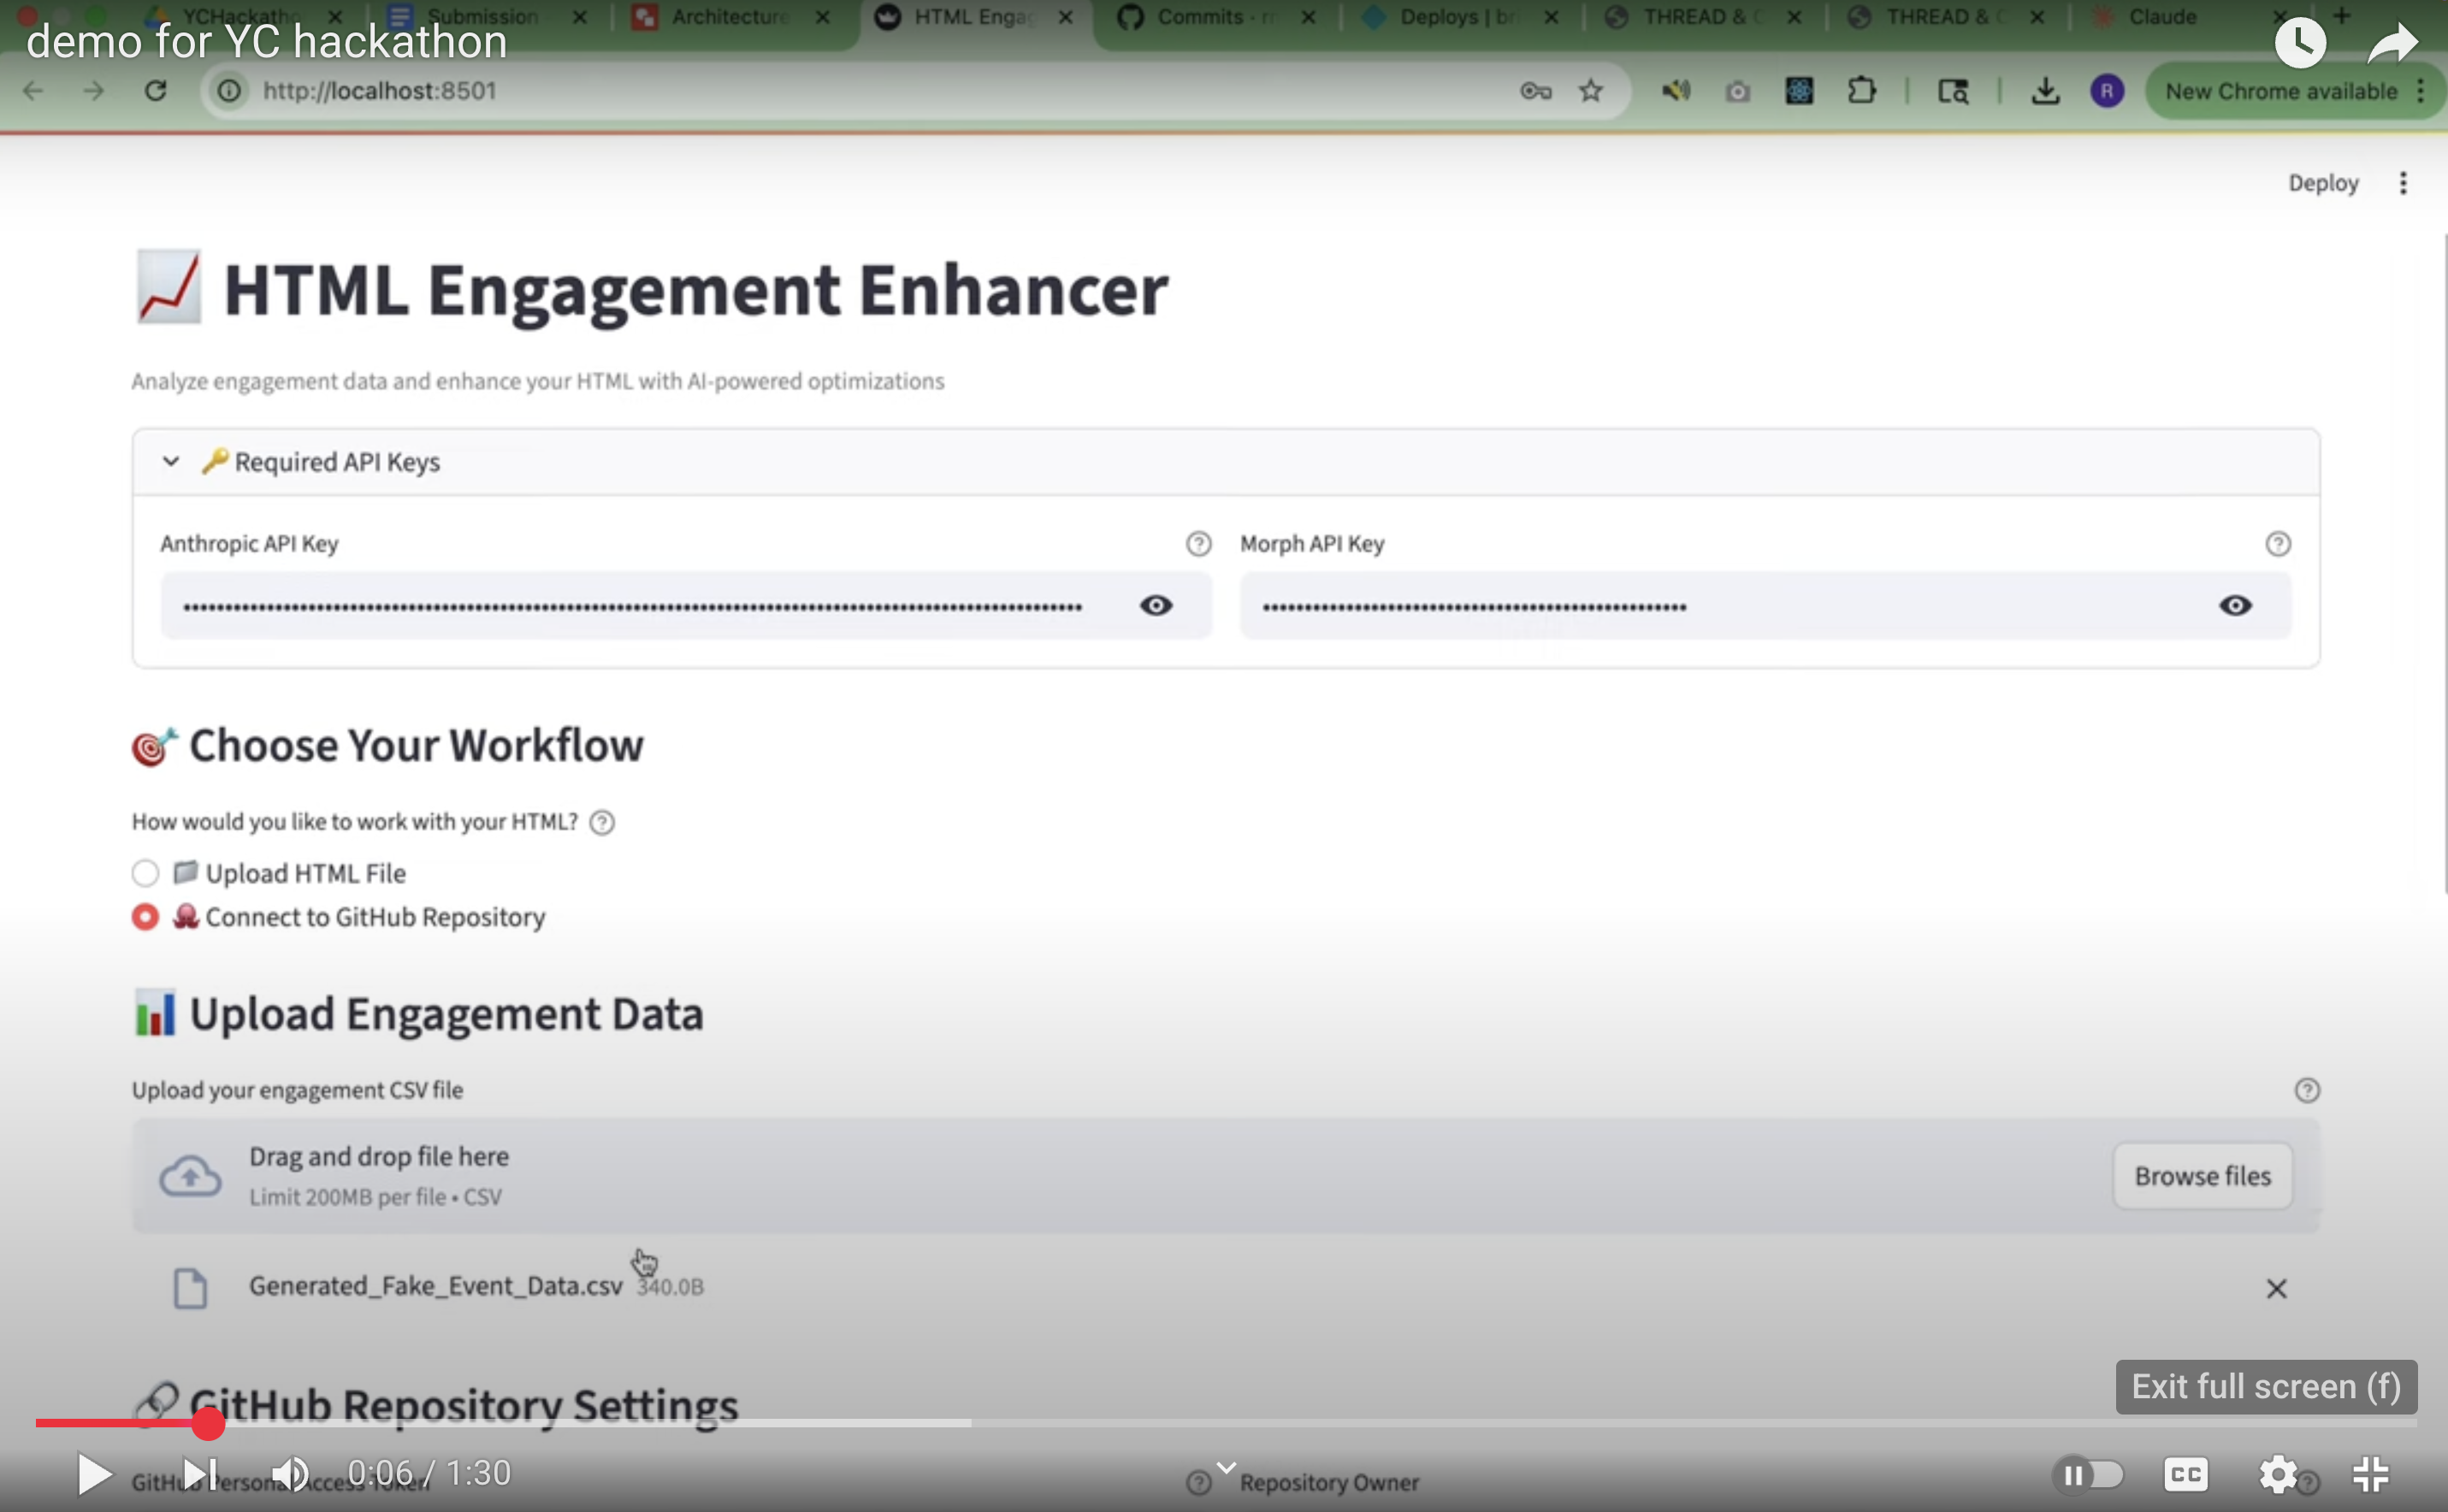 YCHackath
Submission
Architecture
HTML Enga
Commits · r
Deploys | br
THREAD &
THREAD &
Claude
demo for YC hackathon
http://localhost:8501
R
New Chrome available
Deploy
HTML Engagement Enhancer
Analyze engagement data and enhance your HTML with AI-powered optimizations
Required API Keys
Anthropic API Key
Morph API Key
Choose Your Workflow
How would you like to work with your HTML?
Upload HTML File
Connect to GitHub Repository
Upload Engagement Data
Upload your engagement CSV file
Drag and drop file here
Limit 200MB per file • CSV
Browse files
Generated_Fake_Event_Data.csv 340.0B
GitHub Repository Settings
Exit full screen (f)
0:06 / 1:30
GitHub Personal Access Token
Repository Owner
CC